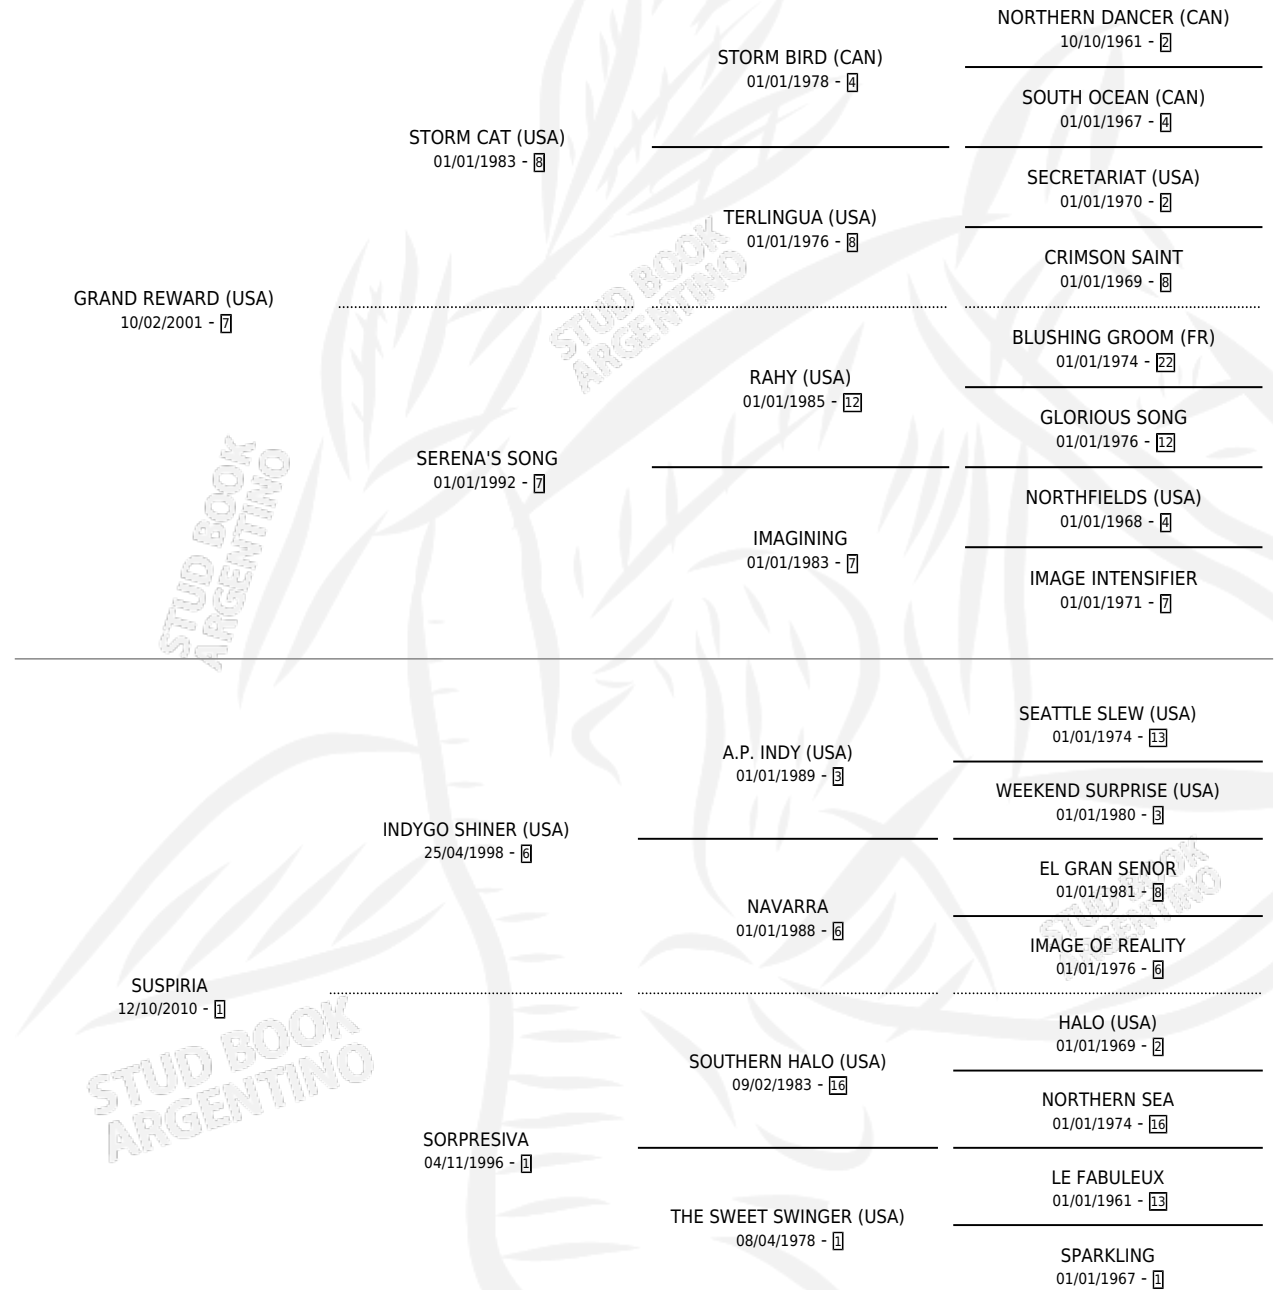 NORTHERN DANCER (CAN)
10/10/1961 - 2
STORM BIRD (CAN)
01/01/1978 - 4
SOUTH OCEAN (CAN)
01/01/1967 - 4
STORM CAT (USA)
01/01/1983 - 8
SECRETARIAT (USA)
01/01/1970 - 2
TERLINGUA (USA)
01/01/1976 - 8
CRIMSON SAINT
01/01/1969 - 8
GRAND REWARD (USA)
10/02/2001 - 7
BLUSHING GROOM (FR)
01/01/1974 - 22
RAHY (USA)
01/01/1985 - 12
GLORIOUS SONG
01/01/1976 - 12
SERENA'S SONG
01/01/1992 - 7
NORTHFIELDS (USA)
01/01/1968 - 4
IMAGINING
01/01/1983 - 7
IMAGE INTENSIFIER
01/01/1971 - 7
SEATTLE SLEW (USA)
01/01/1974 - 13
A.P. INDY (USA)
01/01/1989 - 3
WEEKEND SURPRISE (USA)
01/01/1980 - 3
INDYGO SHINER (USA)
25/04/1998 - 6
EL GRAN SENOR
01/01/1981 - 8
NAVARRA
01/01/1988 - 6
IMAGE OF REALITY
01/01/1976 - 6
SUSPIRIA
12/10/2010 - 1
HALO (USA)
01/01/1969 - 2
SOUTHERN HALO (USA)
09/02/1983 - 16
NORTHERN SEA
01/01/1974 - 16
SORPRESIVA
04/11/1996 - 1
LE FABULEUX
01/01/1961 - 13
THE SWEET SWINGER (USA)
08/04/1978 - 1
SPARKLING
01/01/1967 - 1
STUD BOOK
ARGENTINO
STUD BOOK
ARGENTINO
STUD BOOK
ARGENTINO
STUD BOOK
ARGENTINO